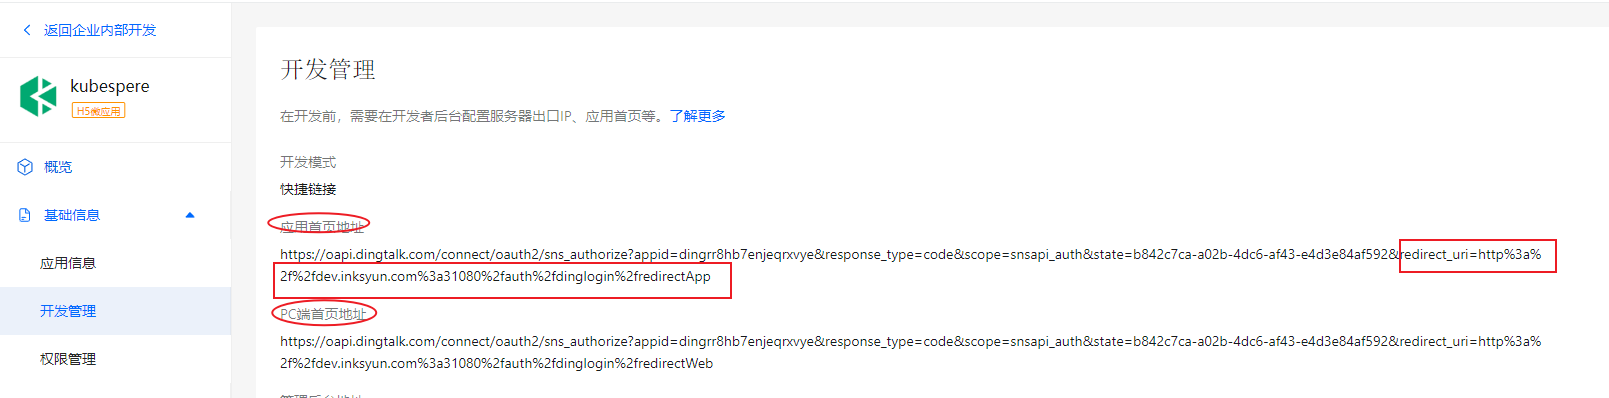 返回企业内部开发
kubespere
H5微应用
概览
基础信息
应用信息
开发管理
权限管理
开发管理
在开发前，需要在开发者后台配置服务器出口IP、应用首页等。了解更多
开发模式
快捷链接
应用首页地址
https://oapi.dingtalk.com/connect/oauth2/sns_authorize?appid=dingrr8hb7enjeqrxvye&response_type=code&scope=snsapi_auth&state=b842c7ca-a02b-4dc6-af43-e4d3e84af592&redirect_uri=http%3a%
2f%2fdev.inksyun.com%3a31080%2fauth%2fdinglogin%2fredirectApp
PC端首页地址
https://oapi.dingtalk.com/connect/oauth2/sns_authorize?appid=dingrr8hb7enjeqrxvye&response_type=code&scope=snsapi_auth&state=b842c7ca-a02b-4dc6-af43-e4d3e84af592&redirect_uri=http%3a%
2f%2fdev.inksyun.com%3a31080%2fauth%2fdinglogin%2fredirectWeb